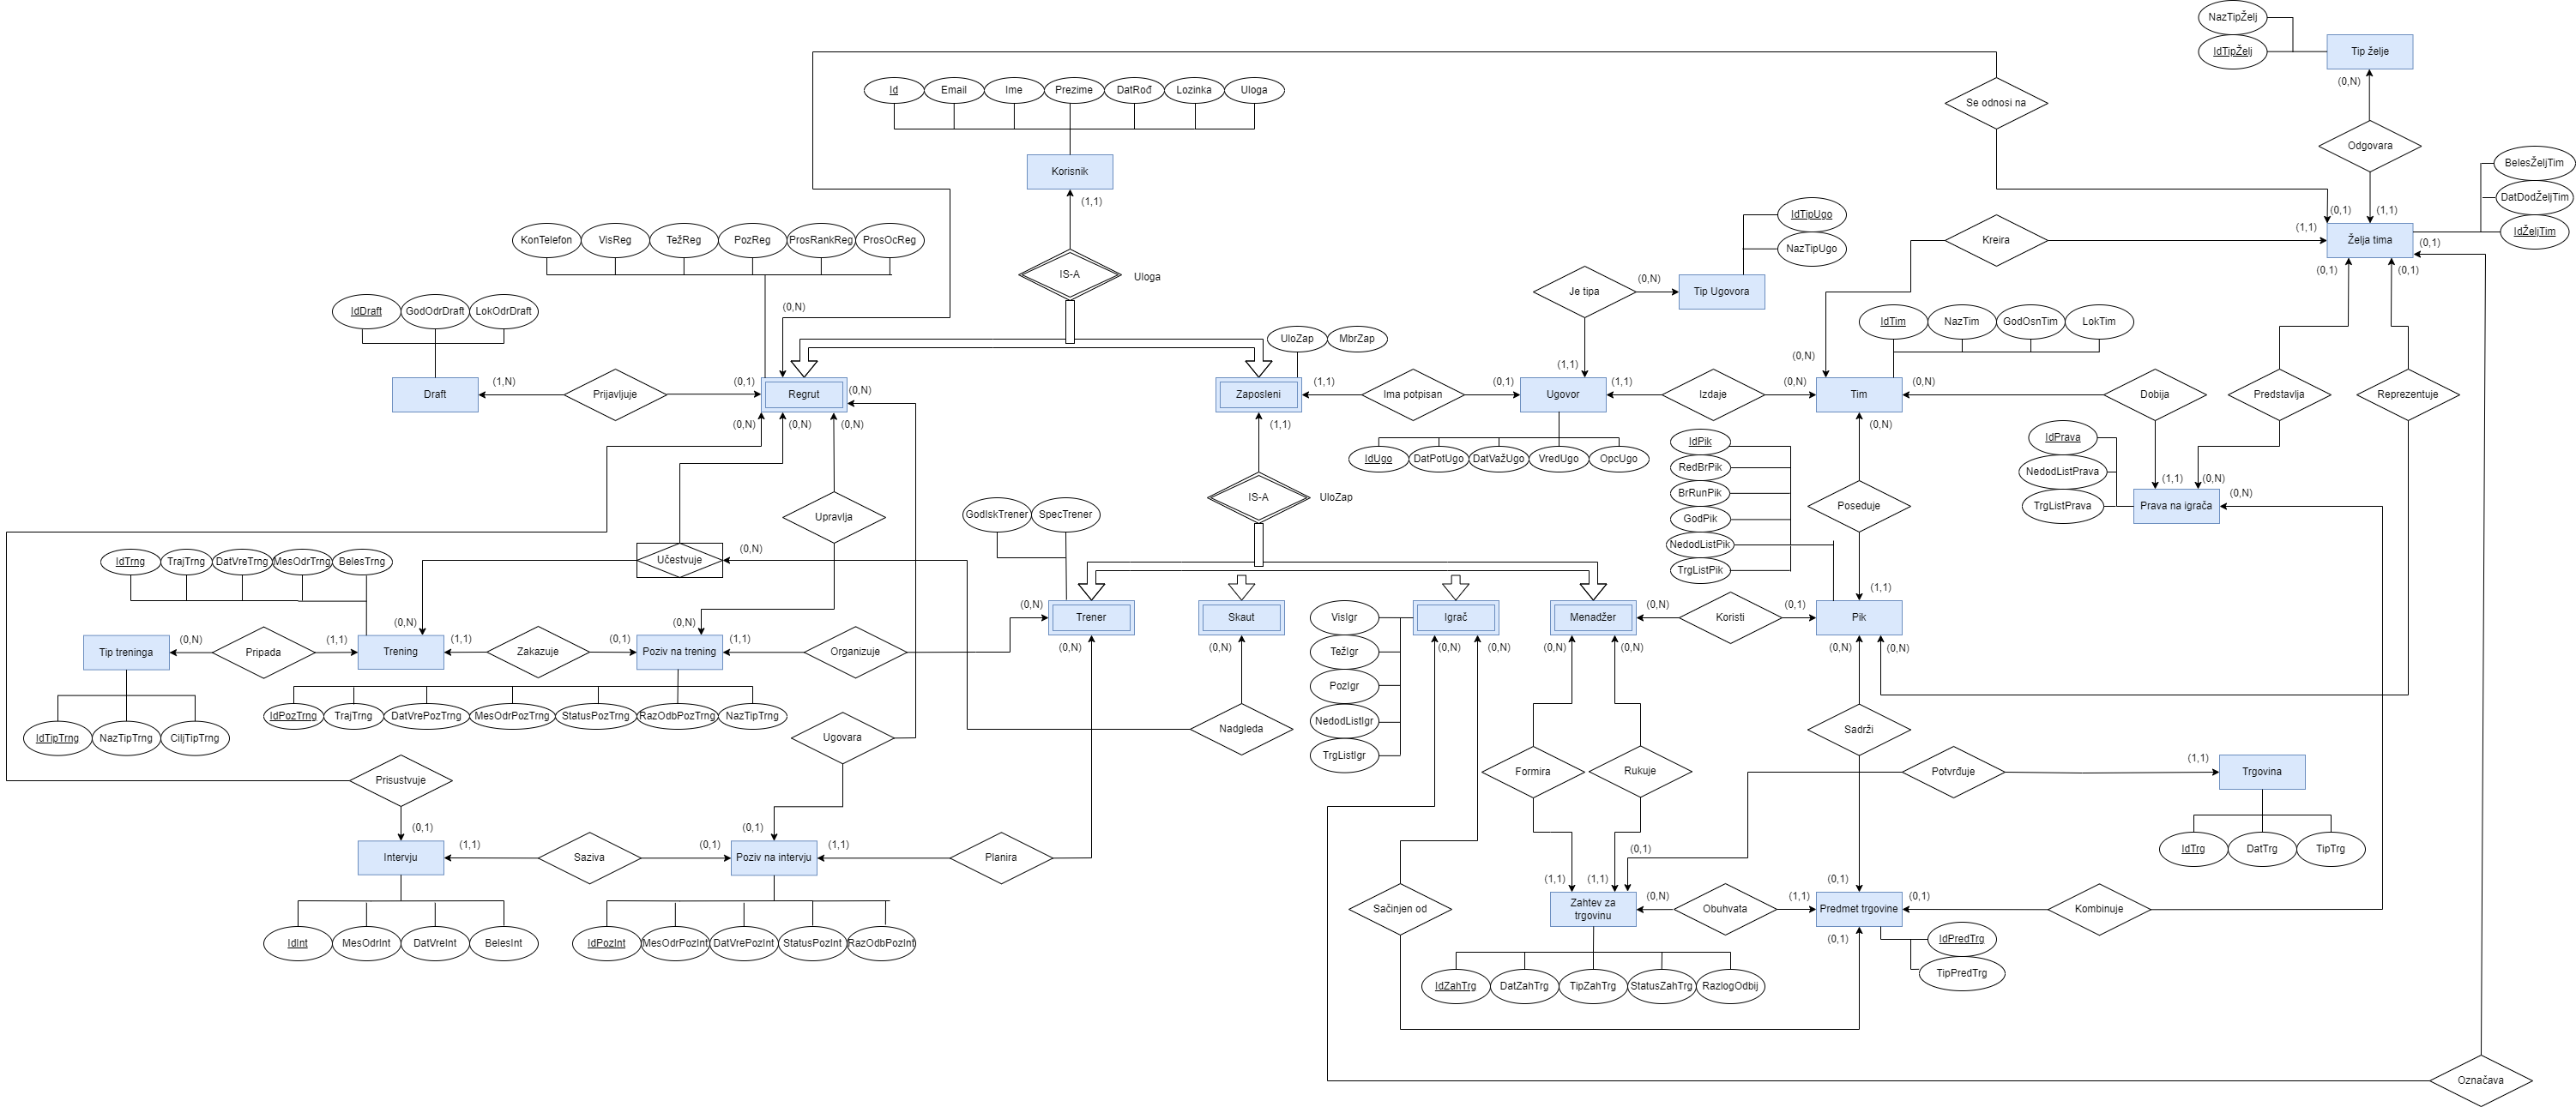 NazTipŽelj
IdTipŽelj
Tip želje
(0,N)
Id
Email
Ime
Prezime
DatRođ
Lozinka
Uloga
Se odnosi na
Odgovara
BelesŽeljTim
DatDodŽeljTim
IdŽeljTim
Korisnik
(1,1)
IdTipUgo
NazTipUgo
(0,1)
(1,1)
(1,1)
Kreira
Želja tima
(0,1)
(0,1)
(0,1)
KonTelefon
VisReg
TežReg
PozReg
ProsRankReg
ProsOcReg
IS-A
Uloga
Je tipa
(0,N)
Tip Ugovora
IdDraft
GodOdrDraft
LokOdrDraft
(0,N)
UloZap
MbrZap
IdTim
NazTim
GodOsnTim
LokTim
(0,N)
(1,1)
Draft
(1,N)
Prijavljuje
(0,1)
Regrut
(0,N)
Zaposleni
(1,1)
Ima potpisan
(0,1)
Ugovor
(1,1)
Izdaje
(0,N)
Tim
(0,N)
Dobija
Predstavlja
Reprezentuje
(0,N)
(0,N)
(0,N)
(1,1)
(0,N)
IdUgo
DatPotUgo
DatVažUgo
VredUgo
OpcUgo
IdPik
RedBrPik
BrRunPik
GodPik
NedodListPik
TrgListPik
IdPrava
NedodListPrava
TrgListPrava
(1,1)
(0,N)
(0,N)
Prava na igrača
IS-A
UloZap
Poseduje
GodIskTrener
SpecTrener
Upravlja
Učestvuje
(0,N)
IdTrng
TrajTrng
DatVreTrng
MesOdrTrng
BelesTrng
(1,1)
(0,N)
Trener
Skaut
Igrač
Menadžer
(0,N)
Koristi
(0,1)
Pik
(0,N)
(0,N)
Tip treninga
(0,N)
Pripada
(1,1)
Trening
(1,1)
Zakazuje
(0,1)
Poziv na trening
(1,1)
Organizuje
(0,N)
(0,N)
(0,N)
(0,N)
(0,N)
(0,N)
(0,N)
(0,N)
VisIgr
TežIgr
PozIgr
NedodListIgr
TrgListIgr
IdPozTrng
TrajTrng
DatVrePozTrng
MesOdrPozTrng
StatusPozTrng
RazOdbPozTrng
NazTipTrng
IdTipTrng
NazTipTrng
CiljTipTrng
Ugovara
Nadgleda
Sadrži
Prisustvuje
Formira
Rukuje
Potvrđuje
(1,1)
Trgovina
(0,1)
(0,1)
Intervju
(1,1)
Saziva
(0,1)
Poziv na intervju
(1,1)
Planira
(0,1)
IdTrg
DatTrg
TipTrg
(1,1)
(1,1)
(0,1)
Sačinjen od
Zahtev za
trgovinu
(0,N)
Obuhvata
(1,1)
Predmet trgovine
(0,1)
Kombinuje
(0,1)
IdInt
MesOdrInt
DatVreInt
BelesInt
IdPozInt
MesOdrPozInt
DatVrePozInt
StatusPozInt
RazOdbPozInt
IdPredTrg
TipPredTrg
IdZahTrg
DatZahTrg
TipZahTrg
StatusZahTrg
RazlogOdbij
Označava